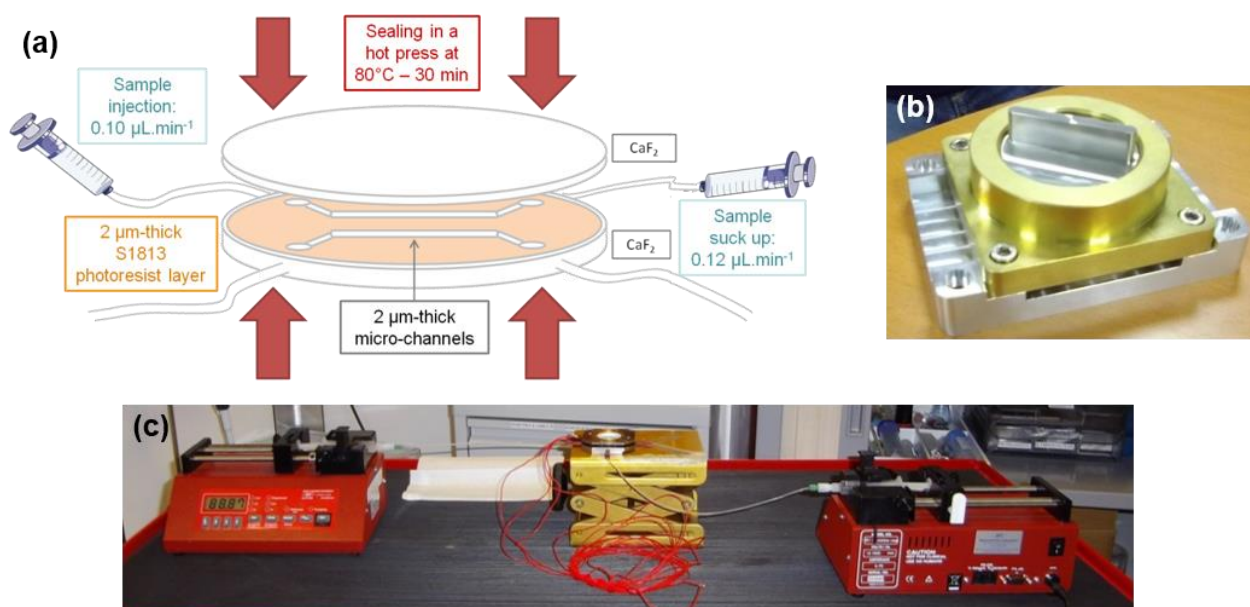 (a)
Sealing in a
hot press at
80°C – 30 min
Sample
injection:
0.10 µL.min⁻¹
CaF₂
2 µm-thick
S1813
photoresist layer
CaF₂
Sample
suck up:
0.12 µL.min⁻¹
2 µm-thick
micro-channels
(b)
(c)
CAUTION